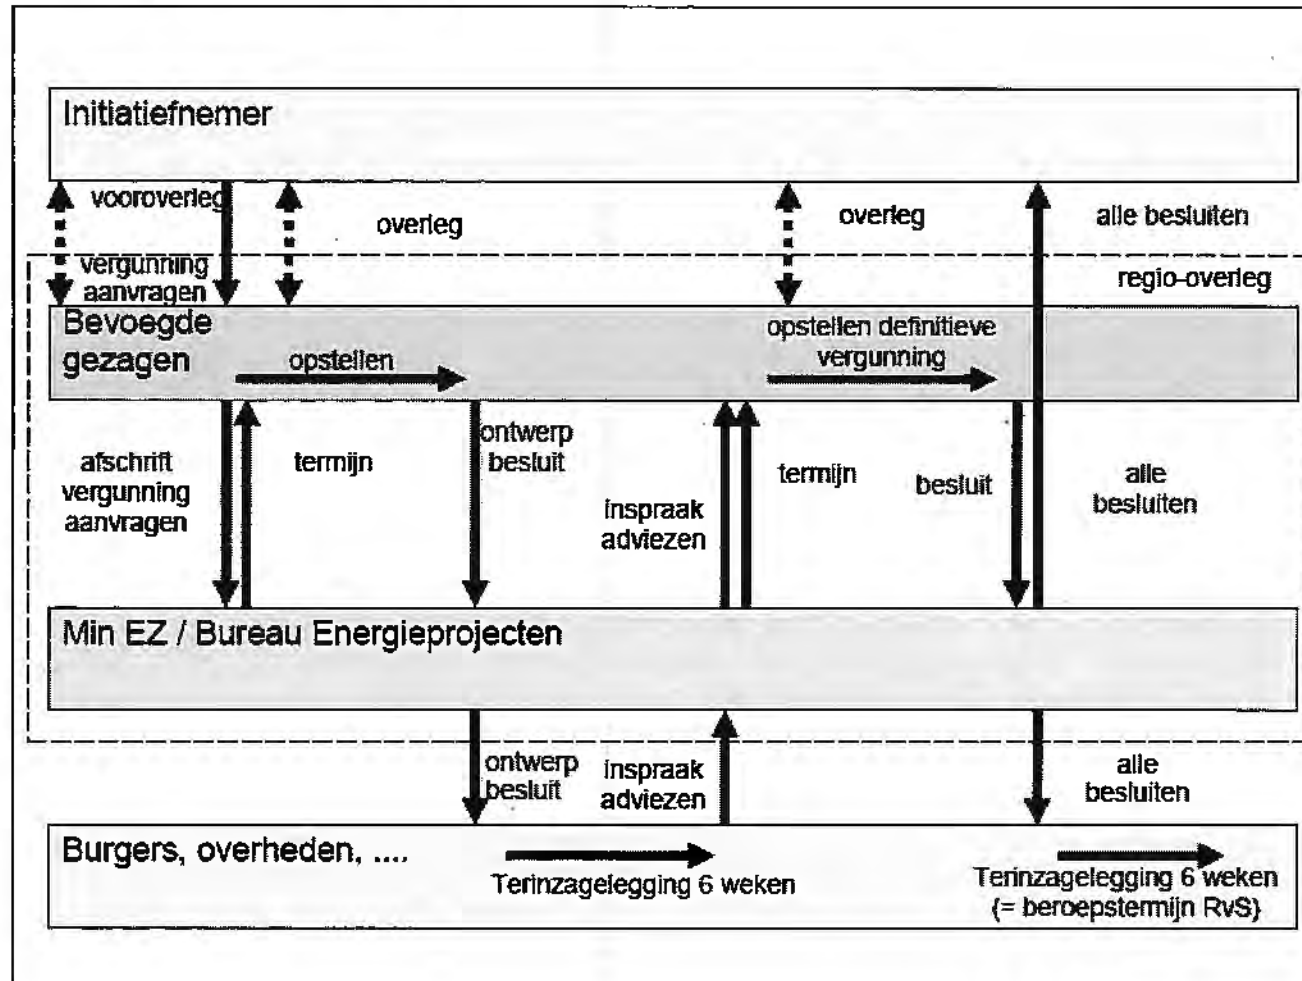 Initiatiefnemer
vooroverleg
overleg
overleg
alle besluiten
vergunning
aanvragen
regio-overleg
Bevoegde
gezagen
opstellen
opstellen definitieve
vergunning
afschrift
vergunning
aanvragen
termijn
ontwerp
besluit
inspraak
adviezen
termijn
besluit
alle
besluiten
Min EZ / Bureau Energieprojecten
ontwerp
besluit
inspraak
adviezen
alle
besluiten
Burgers, overheden, ....
Terinzagelegging 6 weken
Terinzagelegging 6 weken
(= beroepstermijn RvS)